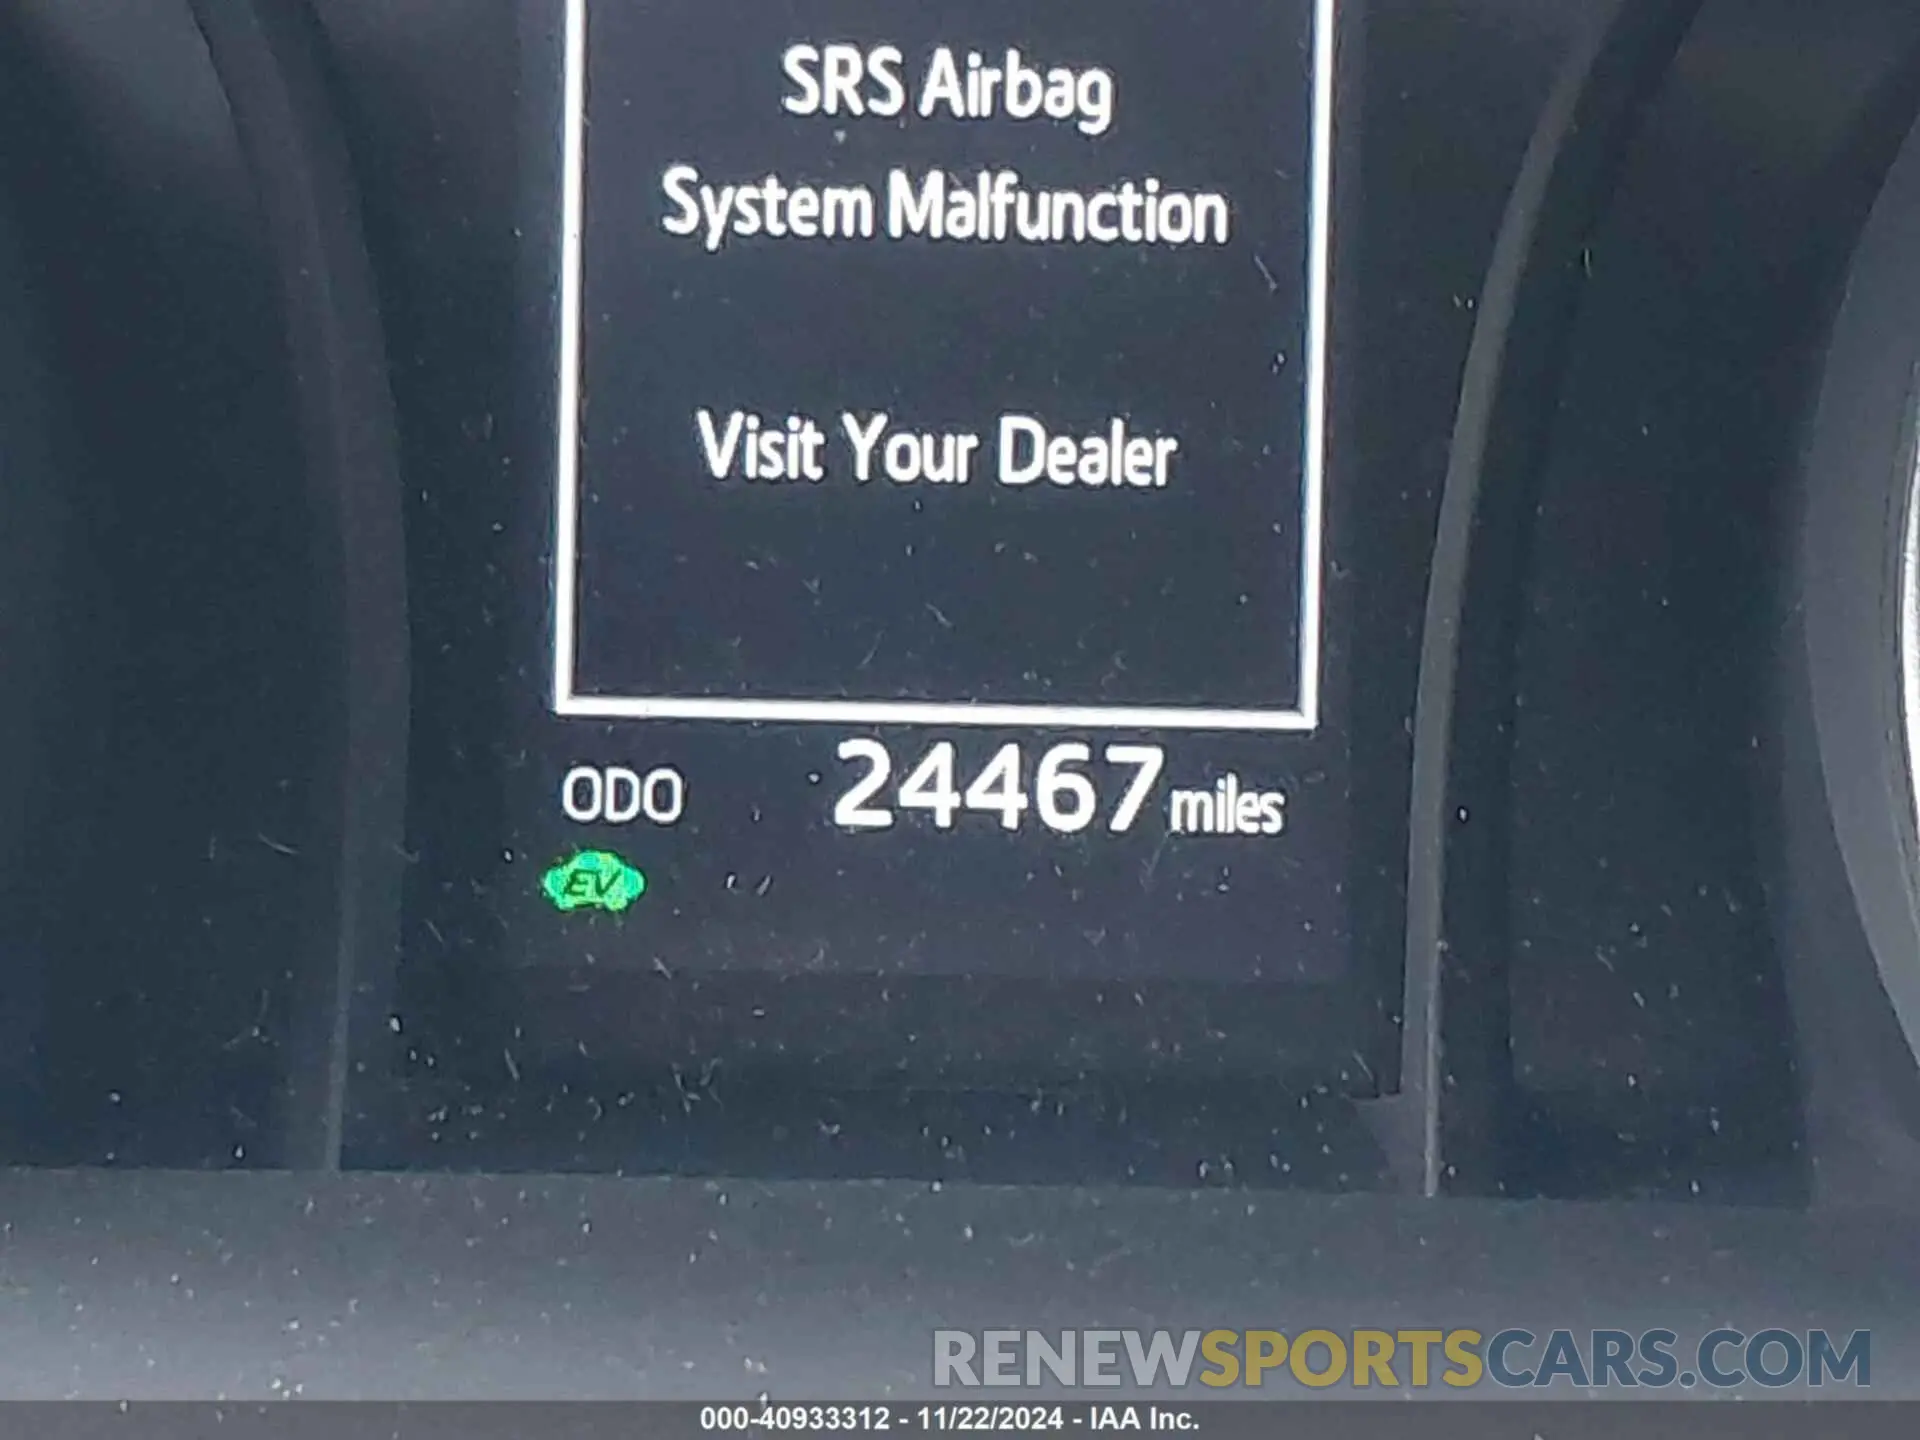 SRS Airbag
System Malfunction
Visit Your Dealer
ODO 24467 miles
EV
RENEWSPORTSCARS.COM
000-40933312 - 11/22/2024 - IAA Inc.